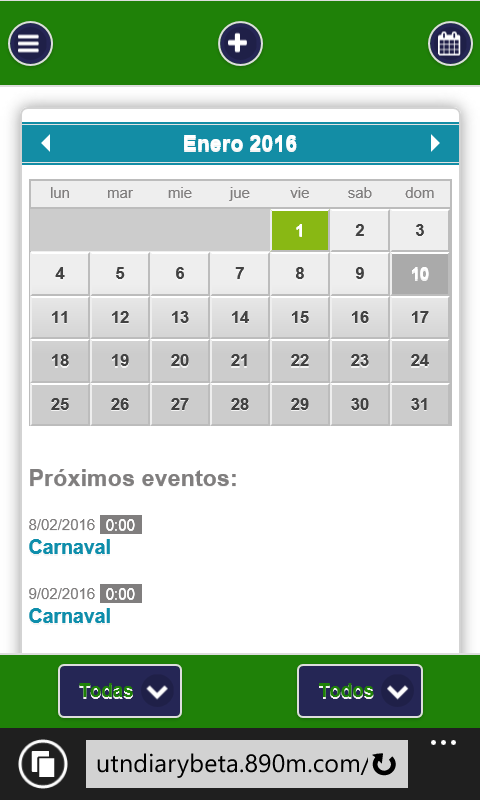 Enero 2016
lun mar mie jue vie sab dom
1 2 3
4 5 6 7 8 9 10
11 12 13 14 15 16 17
18 19 20 21 22 23 24
25 26 27 28 29 30 31
Próximos eventos:
8/02/2016 0:00
Carnaval
9/02/2016 0:00
Carnaval
Todas Todos
utndiarybeta.890m.com/